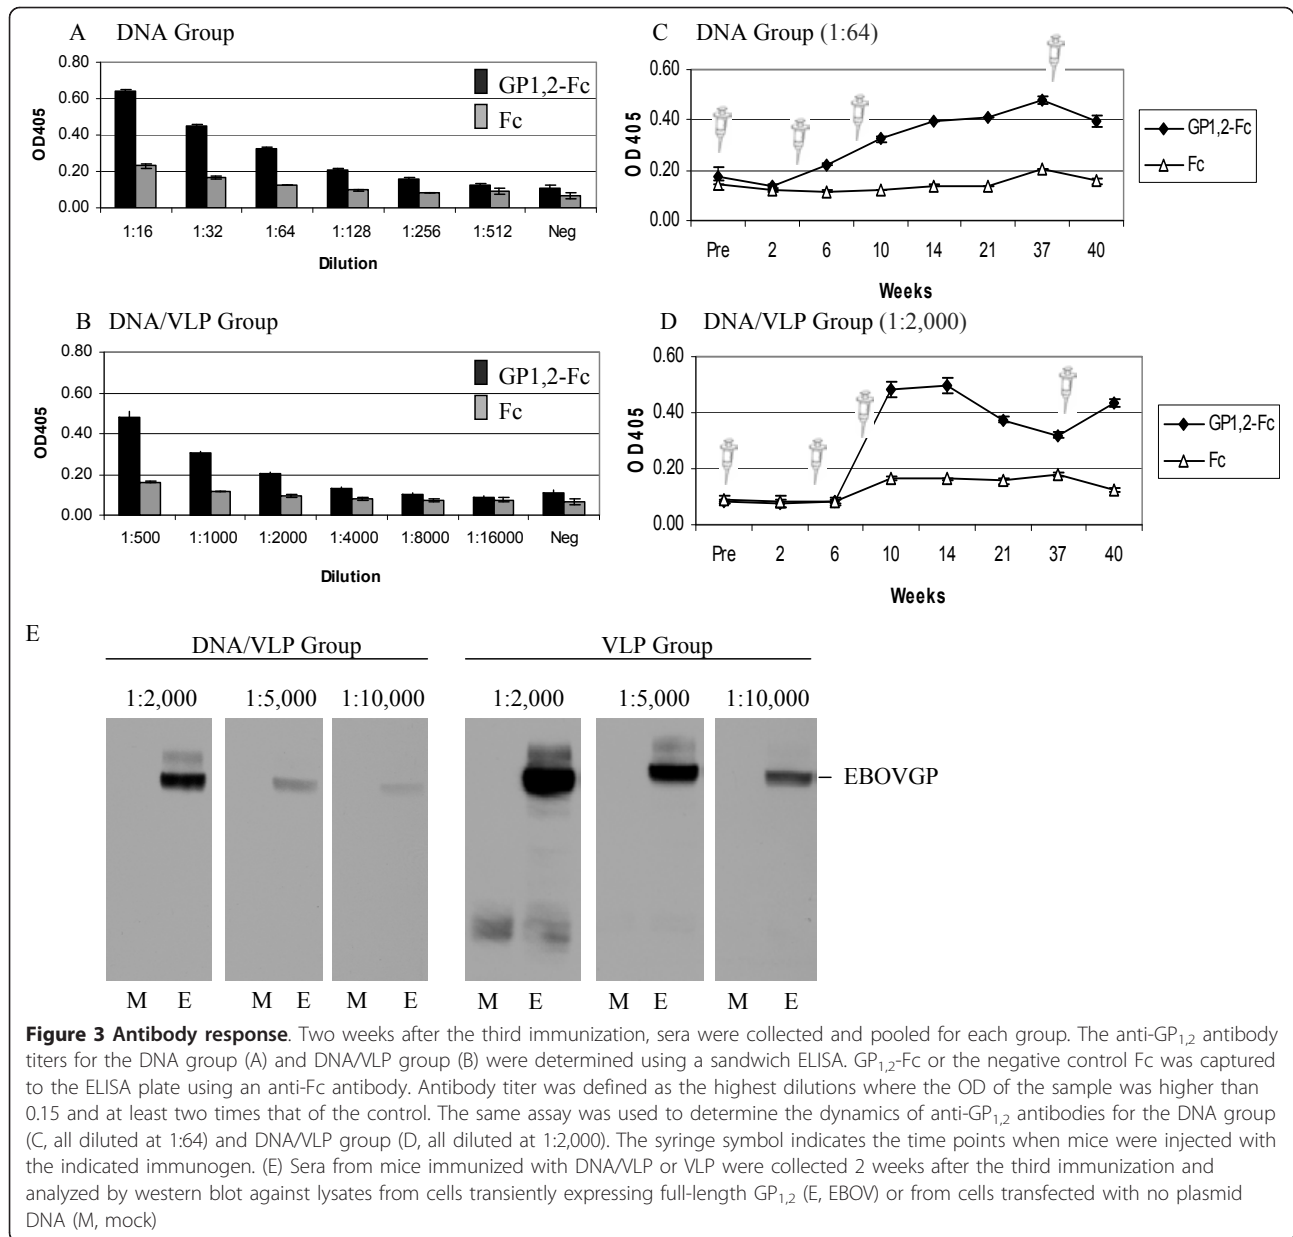 A DNA Group
0.80
0.60
0.40
0.20
0.00
OD405
GP1,2-Fc
Fc
1:16 1:32 1:64 1:128 1:256 1:512 Neg
Dilution
B DNA/VLP Group
0.80
0.60
0.40
0.20
0.00
OD405
GP1,2-Fc
Fc
1:500 1:1000 1:2000 1:4000 1:8000 1:16000 Neg
Dilution
C DNA Group (1:64)
0.60
0.40
0.20
0.00
OD405
GP1,2-Fc
Fc
Pre 2 6 10 14 21 37 40
Weeks
D DNA/VLP Group (1:2,000)
0.60
0.40
0.20
0.00
OD405
GP1,2-Fc
Fc
Pre 2 6 10 14 21 37 40
Weeks
E
DNA/VLP Group VLP Group
1:2,000 1:5,000 1:10,000 1:2,000 1:5,000 1:10,000
EBOVGP
M E M E M E M E M E M E
Figure 3 Antibody response. Two weeks after the third immunization, sera were collected and pooled for each group. The anti-GP1,2 antibody
titers for the DNA group (A) and DNA/VLP group (B) were determined using a sandwich ELISA. GP1,2-Fc or the negative control Fc was captured
to the ELISA plate using an anti-Fc antibody. Antibody titer was defined as the highest dilutions where the OD of the sample was higher than
0.15 and at least two times that of the control. The same assay was used to determine the dynamics of anti-GP1,2 antibodies for the DNA group
(C, all diluted at 1:64) and DNA/VLP group (D, all diluted at 1:2,000). The syringe symbol indicates the time points when mice were injected with
the indicated immunogen. (E) Sera from mice immunized with DNA/VLP or VLP were collected 2 weeks after the third immunization and
analyzed by western blot against lysates from cells transiently expressing full-length GP1,2 (E, EBOV) or from cells transfected with no plasmid
DNA (M, mock)